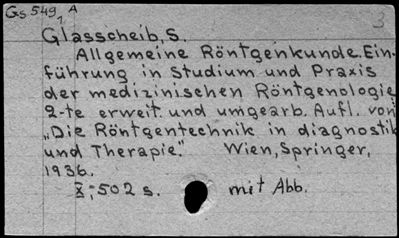 Gs 549, A
1
3
Glasscheib, S.
Allgemeine Röntgenkunde. Ein-
führung in Studium und Praxis
der medizinischen Röntgenologie
2-te erweit. und umgearb. Aufl. von
„Die Röntgentechnik in diagnostik
und Therapie." Wien, Springer,
1936.
X; 502 s. mit Abb.